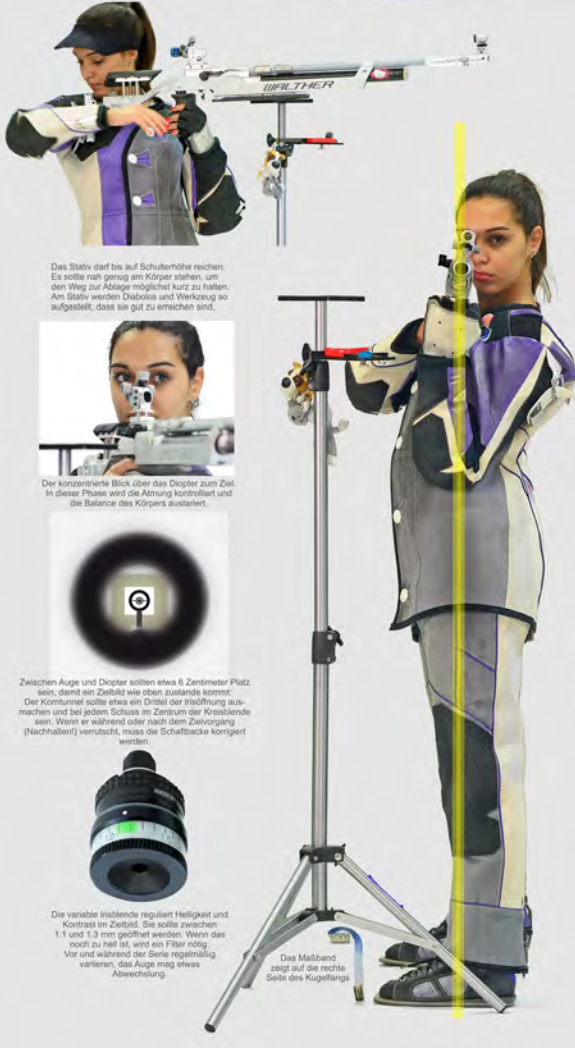 WALTHER
Das Stativ darf bis auf Schulterhöhe reichen.
Es sollte nah genug am Körper stehen, um
den Weg zur Ablage möglichst kurz zu halten.
Am Stativ werden Diabolos und Werkzeug so
aufgestellt, dass sie gut zu erreichen sind.
Der konzentrierte Blick über das Diopter zum Ziel.
In dieser Phase wird die Atmung kontrolliert und
die Balance des Körpers austariert.
Zwischen Auge und Diopter sollten etwa 6 Zentimeter Platz
sein, damit ein Zielbild wie oben zustande kommt:
Der Korntunnel sollte etwa ein Drittel der Irisöffnung aus-
machen und bei jedem Schuss im Zentrum der Kreisblende
sein. Wenn er während oder nach dem Zielvorgang
(Nachhalten!) verrutscht, muss die Schaftbacke korrigiert
werden.
Die variable Irisblende reguliert Helligkeit und
Kontrast im Zielbild. Sie sollte zwischen
1.1 und 1.3 mm geöffnet werden. Wenn das
noch zu hell ist, wird ein Filter nötig.
Vor und während der Serie regelmäßig
variieren, das Auge mag etwas
Abwechslung.
Das Maßband
zeigt auf die rechte
Seite des Kugelfangs